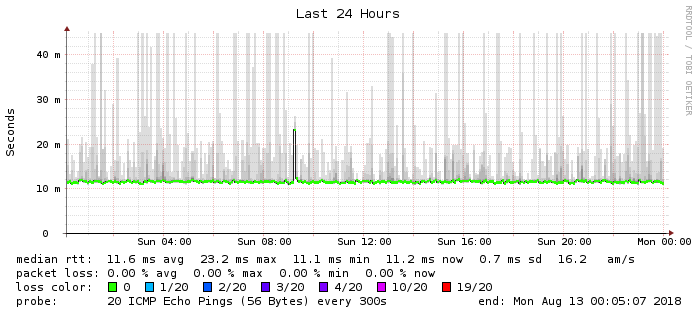 Last 24 Hours
RRDTOOL / TOBI OETIKER
Seconds
40 m
30 m
20 m
10 m
0
Sun 04:00 Sun 08:00 Sun 12:00 Sun 16:00 Sun 20:00 Mon 00:00
median rtt: 11.6 ms avg 23.2 ms max 11.1 ms min 11.2 ms now 0.7 ms sd 16.2 am/s
packet loss: 0.00 % avg 0.00 % max 0.00 % min 0.00 % now
loss color: 0 1/20 2/20 3/20 4/20 10/20 19/20
probe: 20 ICMP Echo Pings (56 Bytes) every 300s end: Mon Aug 13 00:05:07 2018